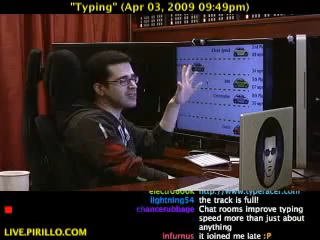 "Typing" (Apr 03, 2009 09:49pm)
electrobook http://www.typeracer.com
lightning54 the track is full!
chancerubbage Chat rooms improve typing
speed more than just about
anything
infurnus it joined me late :P
LIVE.PIRILLO.COM